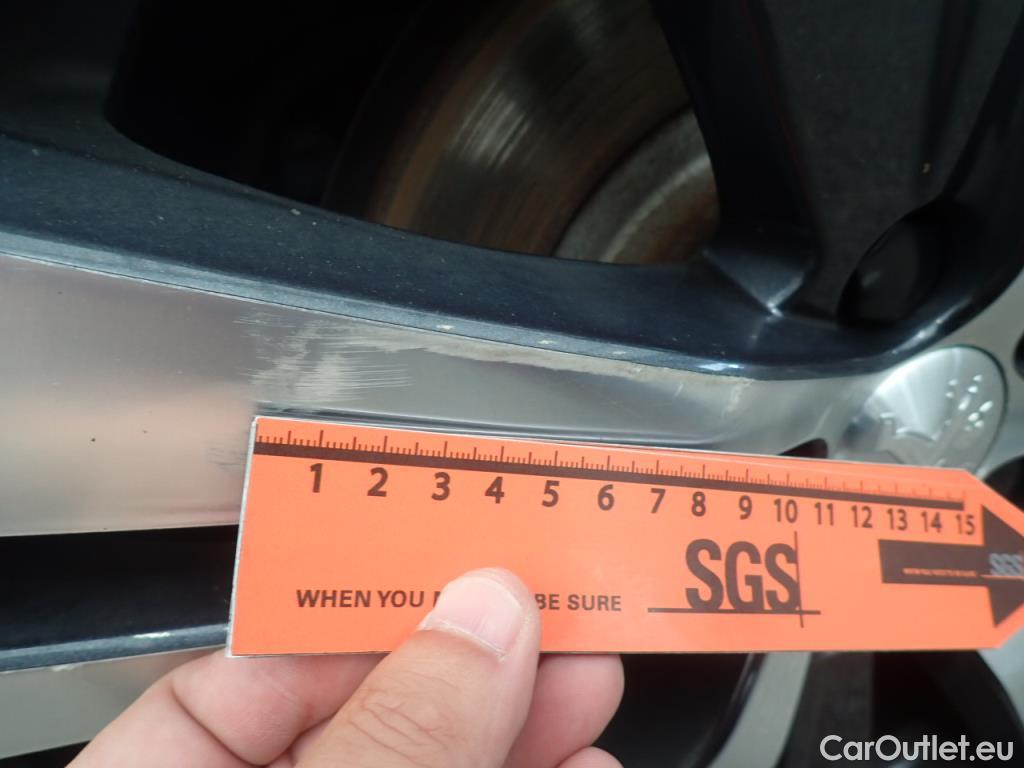 1 2 3 4 5 6 7 8 9 10 11 12 13 14 15
SGS
SGS
WHEN YOU BE SURE
CarOutlet.eu